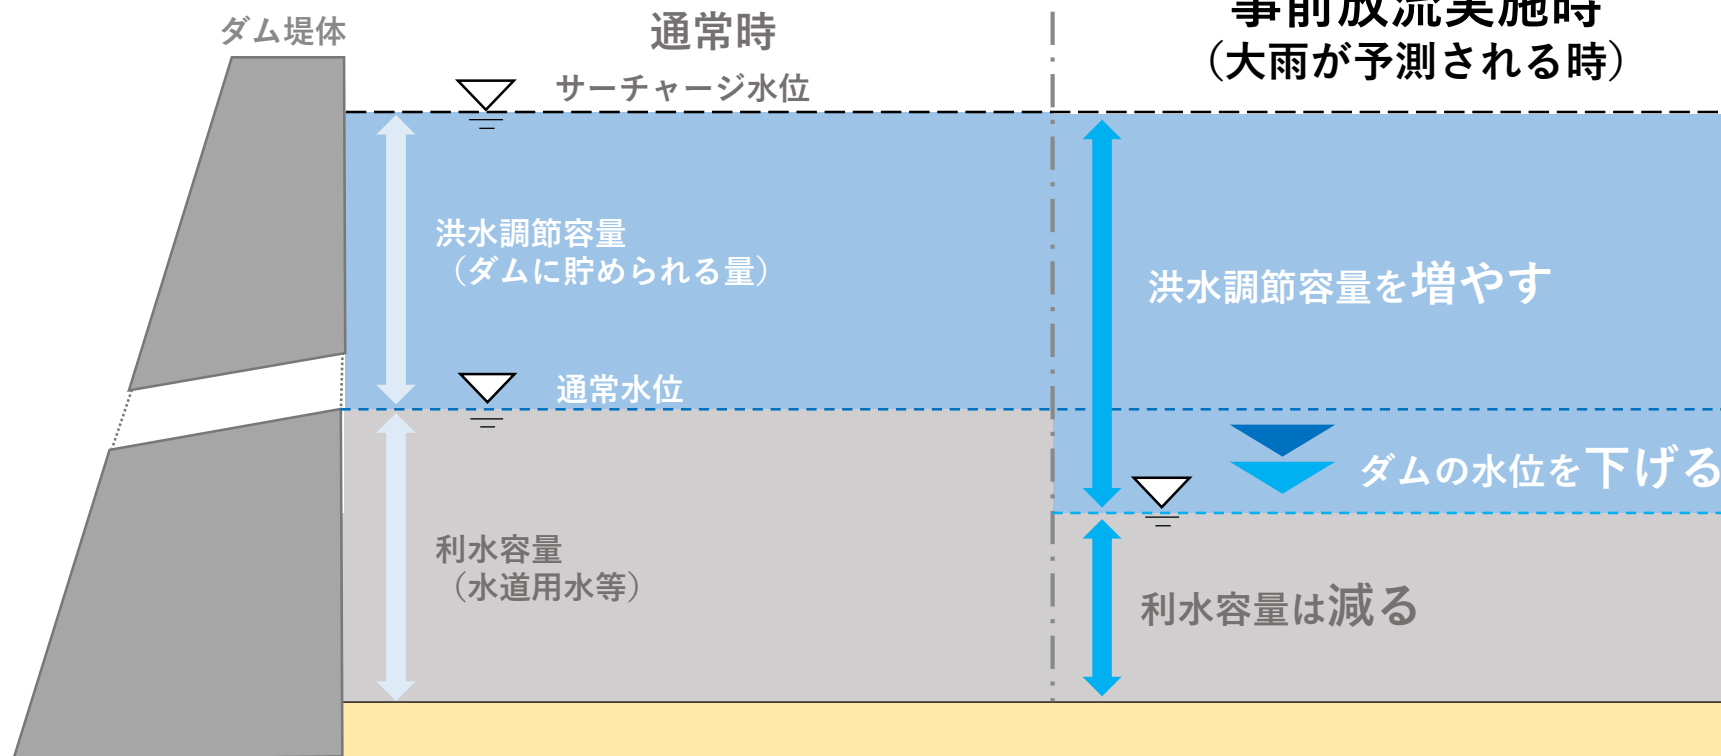 ダム堤体
通常時
事前放流実施時
（大雨が予測される時）
サーチャージ水位
洪水調節容量
（ダムに貯められる量）
洪水調節容量を増やす
通常水位
ダムの水位を下げる
利水容量
（水道用水等）
利水容量は減る